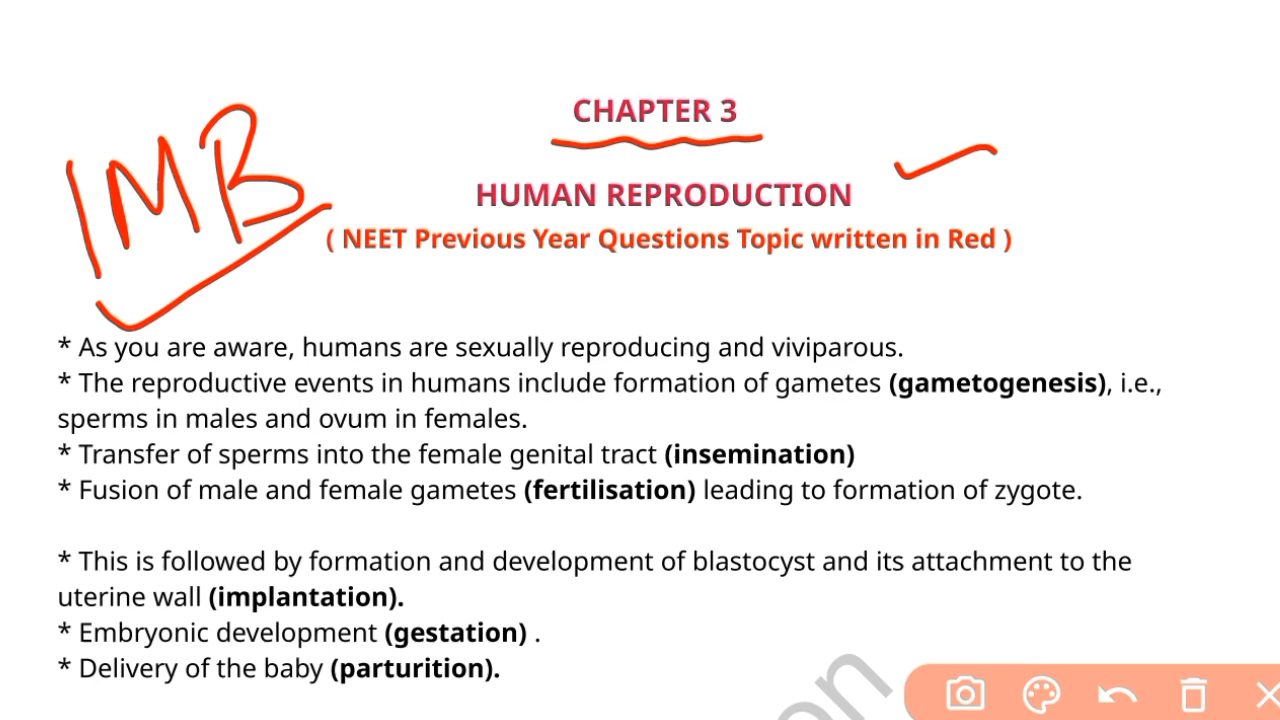 CHAPTER 3
IMB
HUMAN REPRODUCTION
( NEET Previous Year Questions Topic written in Red )
* As you are aware, humans are sexually reproducing and viviparous.
* The reproductive events in humans include formation of gametes (gametogenesis), i.e.,
sperms in males and ovum in females.
* Transfer of sperms into the female genital tract (insemination)
* Fusion of male and female gametes (fertilisation) leading to formation of zygote.
* This is followed by formation and development of blastocyst and its attachment to the
uterine wall (implantation).
* Embryonic development (gestation) .
* Delivery of the baby (parturition).